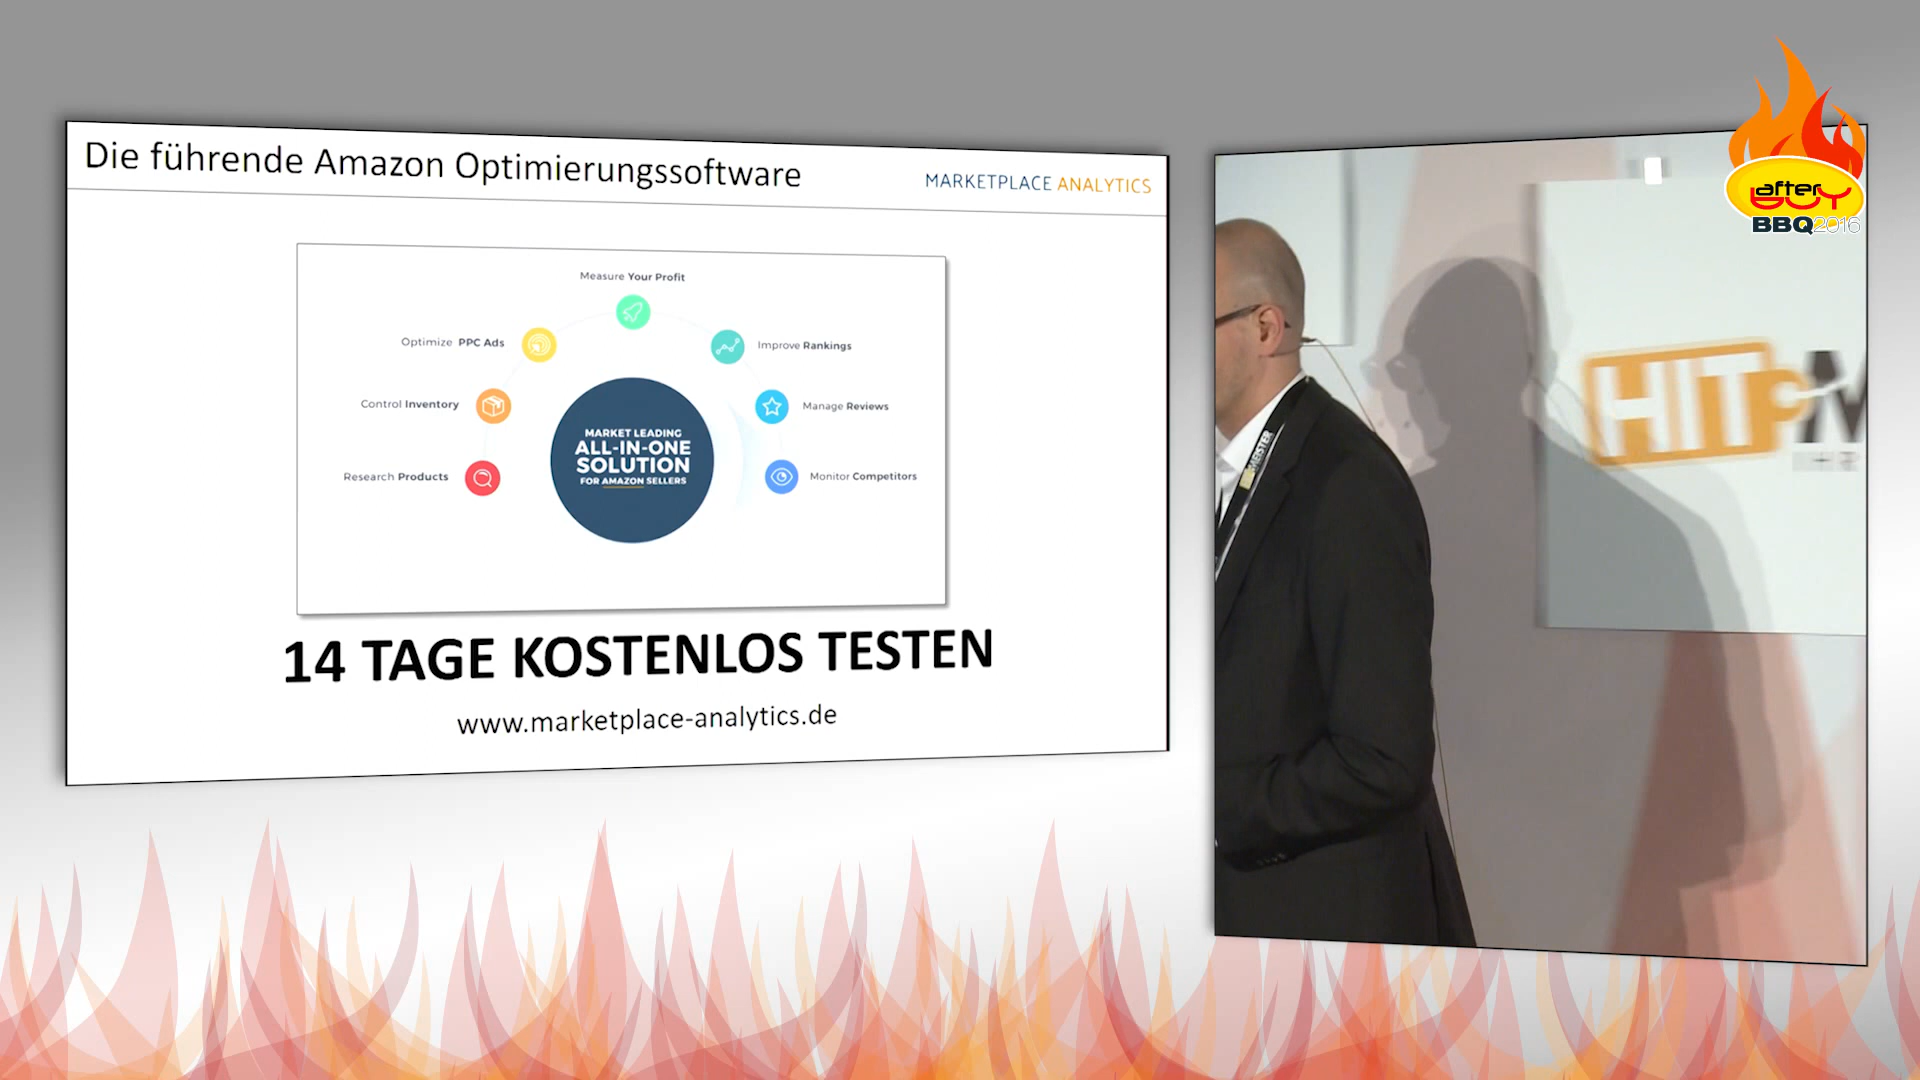 Die führende Amazon Optimierungssoftware
MARKETPLACE ANALYTICS
Measure Your Profit
Optimize PPC Ads
Improve Rankings
Control Inventory
Manage Reviews
Research Products
Monitor Competitors
MARKET LEADING
ALL-IN-ONE
SOLUTION
FOR AMAZON SELLERS
14 TAGE KOSTENLOS TESTEN
www.marketplace-analytics.de
afterbuy
BBQ2016
HIT
MEISTER